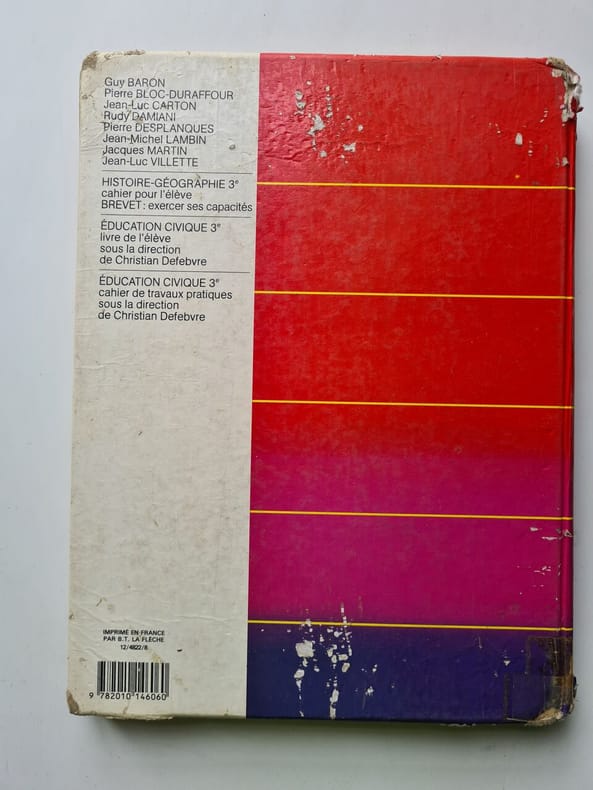 Guy BARON
Pierre BLOC-DURAFFOUR
Jean-Luc CARTON
Rudy DAMIANI
Pierre DESPLANQUES
Jean-Michel LAMBIN
Jacques MARTIN
Jean-Luc VILLETTE
HISTOIRE-GÉOGRAPHIE 3e
cahier pour l'élève
BREVET : exercer ses capacités
ÉDUCATION CIVIQUE 3e
livre de l'élève
sous la direction
de Christian Defebvre
ÉDUCATION CIVIQUE 3e
cahier de travaux pratiques
sous la direction
de Christian Defebvre
IMPRIMÉ EN FRANCE
PAR B.T. LA FLÈCHE
12/4822/8
9 782010 146060